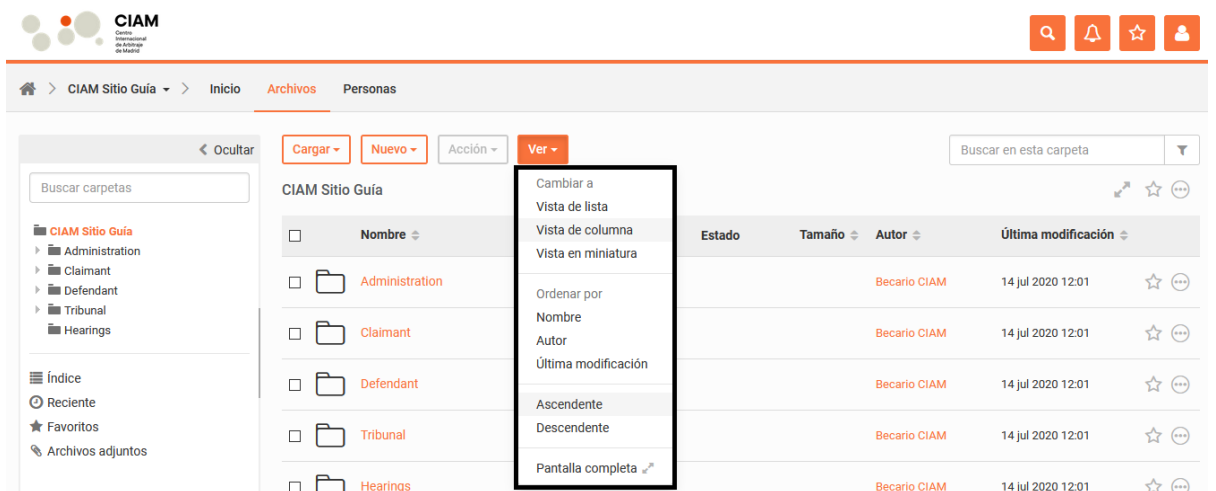 CIAM
Centro
Internacional
de Arbitraje
de Madrid
CIAM Sitio Guía
Inicio
Archivos
Personas
Ocultar
Cargar
Nuevo
Acción
Ver
Buscar en esta carpeta
Buscar carpetas
CIAM Sitio Guía
Administration
Claimant
Defendant
Tribunal
Hearings
Índice
Reciente
Favoritos
Archivos adjuntos
CIAM Sitio Guía
Cambiar a
Vista de lista
Vista de columna
Vista en miniatura
Ordenar por
Nombre
Autor
Última modificación
Ascendente
Descendente
Pantalla completa
Nombre Estado Tamaño Autor Última modificación
Administration Becario CIAM 14 jul 2020 12:01
Claimant Becario CIAM 14 jul 2020 12:01
Defendant Becario CIAM 14 jul 2020 12:01
Tribunal Becario CIAM 14 jul 2020 12:01
Hearings Becario CIAM 14 jul 2020 12:01